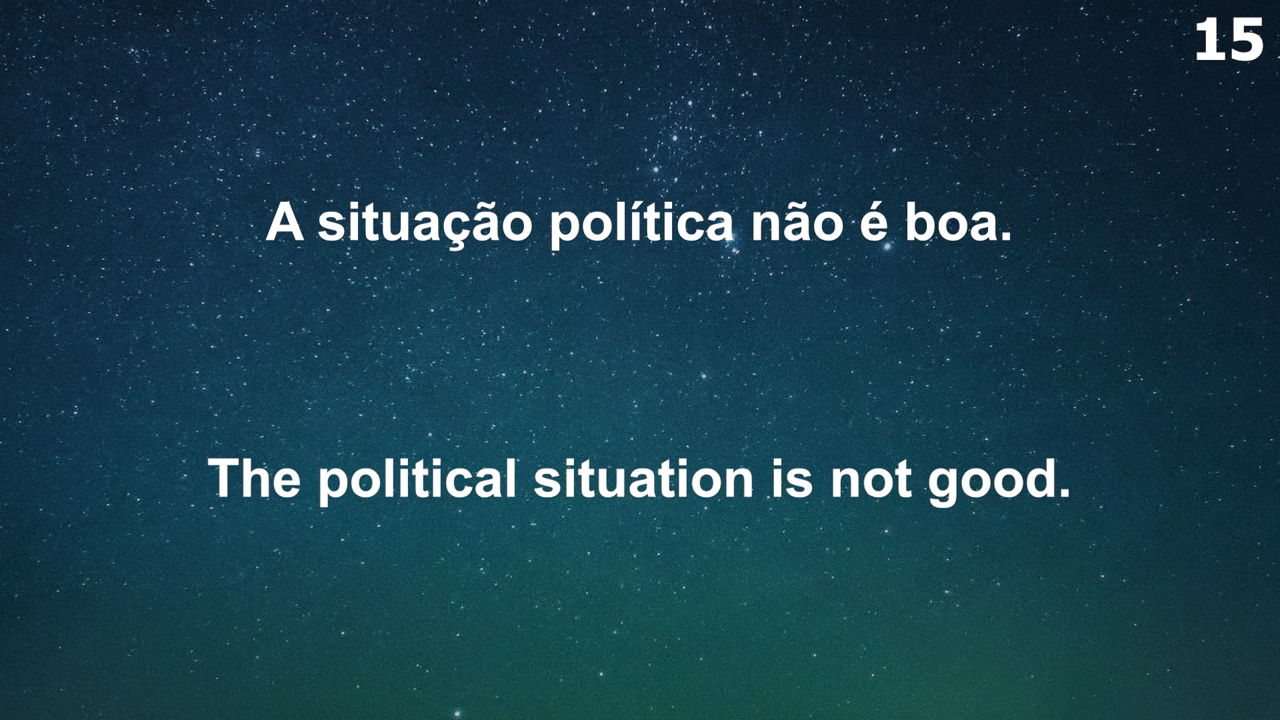 15
A situação política não é boa.
The political situation is not good.